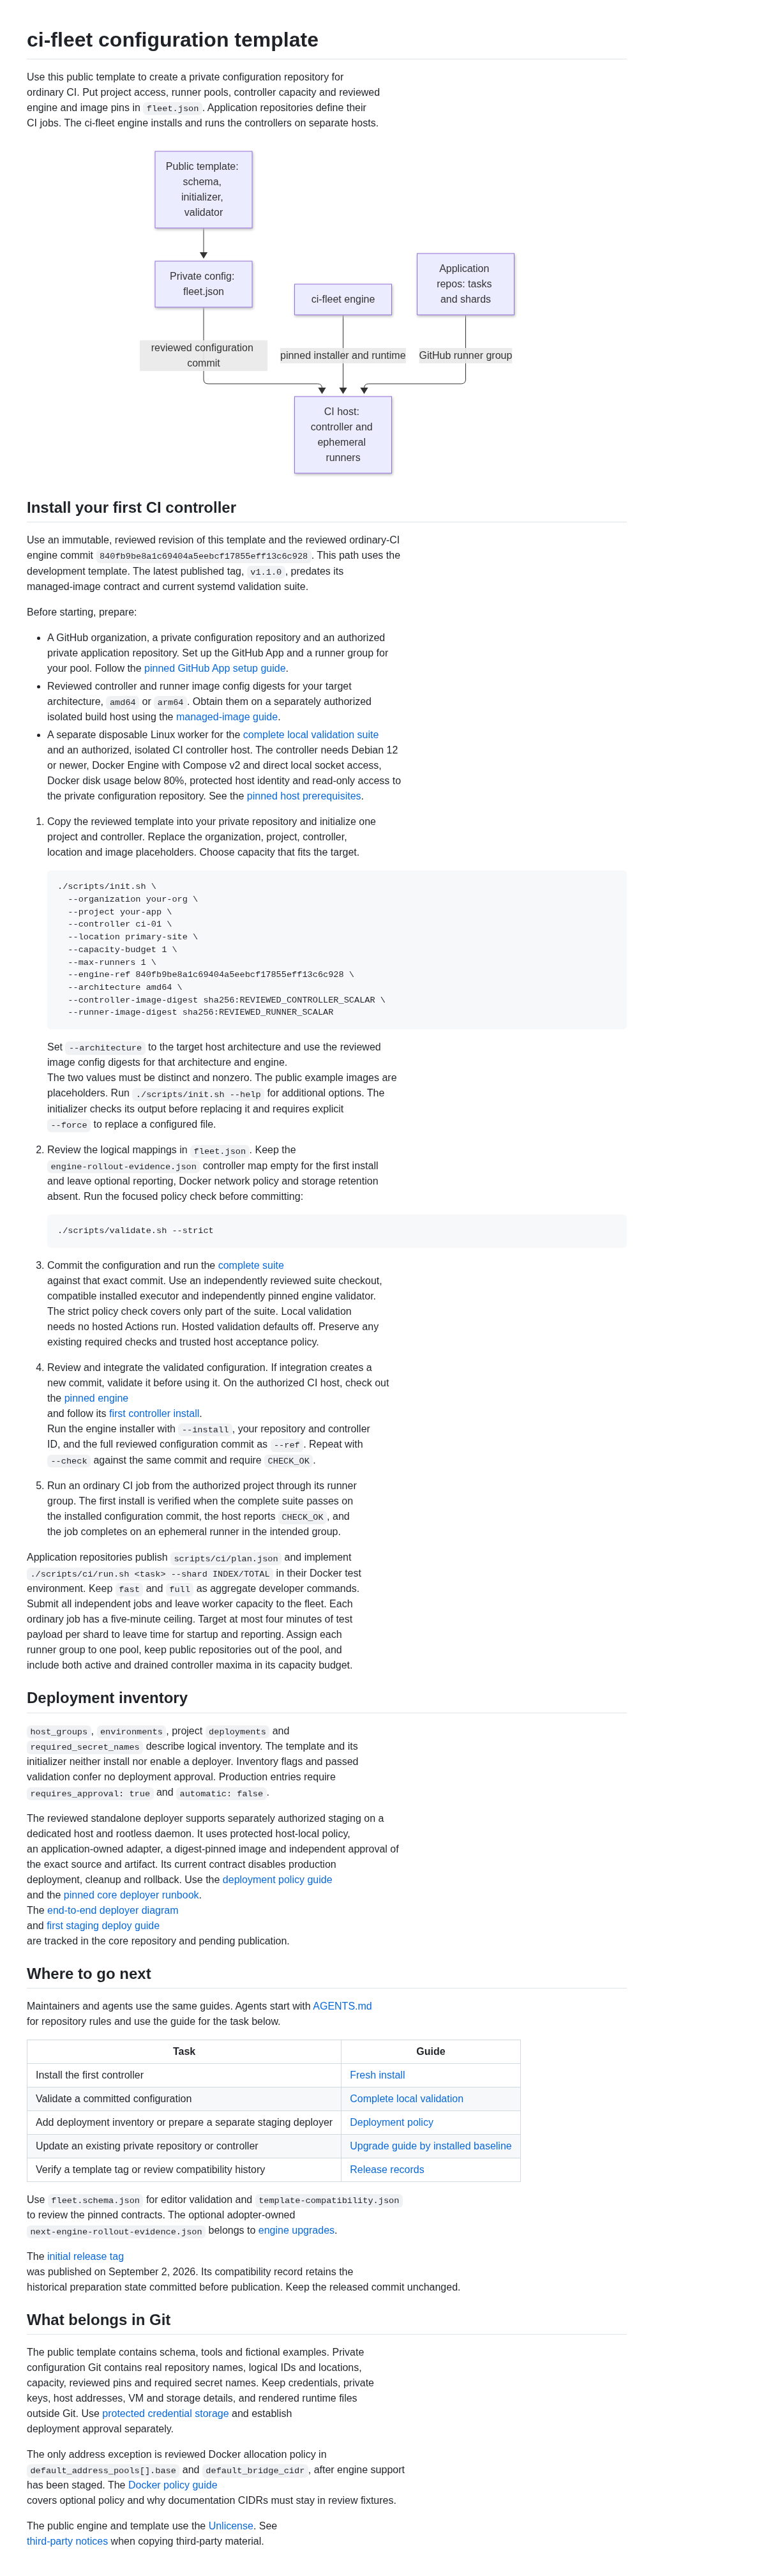 ci-fleet configuration template
Use this public template to create a private configuration repository for
ordinary CI. Put project access, runner pools, controller capacity and reviewed
engine and image pins in fleet.json. Application repositories define their
CI jobs. The ci-fleet engine installs and runs the controllers on separate hosts.
Public template:
schema,
initializer,
validator
Private config:
fleet.json
ci-fleet engine
Application
repos: tasks
and shards
reviewed configuration
commit
pinned installer and runtime
GitHub runner group
CI host:
controller and
ephemeral
runners
Install your first CI controller
Use an immutable, reviewed revision of this template and the reviewed ordinary-CI
engine commit 840fb9be8a1c69404a5eebcf17855eff13c6c928. This path uses the
development template. The latest published tag, v1.1.0, predates its
managed-image contract and current systemd validation suite.
Before starting, prepare:
• A GitHub organization, a private configuration repository and an authorized
private application repository. Set up the GitHub App and a runner group for
your pool. Follow the pinned GitHub App setup guide.
• Reviewed controller and runner image config digests for your target
architecture, amd64 or arm64. Obtain them on a separately authorized
isolated build host using the managed-image guide.
• A separate disposable Linux worker for the complete local validation suite
and an authorized, isolated CI controller host. The controller needs Debian 12
or newer, Docker Engine with Compose v2 and direct local socket access,
Docker disk usage below 80%, protected host identity and read-only access to
the private configuration repository. See the pinned host prerequisites.
1. Copy the reviewed template into your private repository and initialize one
project and controller. Replace the organization, project, controller,
location and image placeholders. Choose capacity that fits the target.
./scripts/init.sh \
--organization your-org \
--project your-app \
--controller ci-01 \
--location primary-site \
--capacity-budget 1 \
--max-runners 1 \
--engine-ref 840fb9be8a1c69404a5eebcf17855eff13c6c928 \
--architecture amd64 \
--controller-image-digest sha256:REVIEWED_CONTROLLER_SCALAR \
--runner-image-digest sha256:REVIEWED_RUNNER_SCALAR
Set --architecture to the target host architecture and use the reviewed
image config digests for that architecture and engine.
The two values must be distinct and nonzero. The public example images are
placeholders. Run ./scripts/init.sh --help for additional options. The
initializer checks its output before replacing it and requires explicit
--force to replace a configured file.
2. Review the logical mappings in fleet.json. Keep the
engine-rollout-evidence.json controller map empty for the first install
and leave optional reporting, Docker network policy and storage retention
absent. Run the focused policy check before committing:
./scripts/validate.sh --strict
3. Commit the configuration and run the complete suite
against that exact commit. Use an independently reviewed suite checkout,
compatible installed executor and independently pinned engine validator.
The strict policy check covers only part of the suite. Local validation
needs no hosted Actions run. Hosted validation defaults off. Preserve any
existing required checks and trusted host acceptance policy.
4. Review and integrate the validated configuration. If integration creates a
new commit, validate it before using it. On the authorized CI host, check out
the pinned engine
and follow its first controller install.
Run the engine installer with --install, your repository and controller
ID, and the full reviewed configuration commit as --ref. Repeat with
--check against the same commit and require CHECK_OK.
5. Run an ordinary CI job from the authorized project through its runner
group. The first install is verified when the complete suite passes on
the installed configuration commit, the host reports CHECK_OK, and
the job completes on an ephemeral runner in the intended group.
Application repositories publish scripts/ci/plan.json and implement
./scripts/ci/run.sh <task> --shard INDEX/TOTAL in their Docker test
environment. Keep fast and full as aggregate developer commands.
Submit all independent jobs and leave worker capacity to the fleet. Each
ordinary job has a five-minute ceiling. Target at most four minutes of test
payload per shard to leave time for startup and reporting. Assign each
runner group to one pool, keep public repositories out of the pool, and
include both active and drained controller maxima in its capacity budget.
Deployment inventory
host_groups, environments, project deployments and
required_secret_names describe logical inventory. The template and its
initializer neither install nor enable a deployer. Inventory flags and passed
validation confer no deployment approval. Production entries require
requires_approval: true and automatic: false.
The reviewed standalone deployer supports separately authorized staging on a
dedicated host and rootless daemon. It uses protected host-local policy,
an application-owned adapter, a digest-pinned image and independent approval of
the exact source and artifact. Its current contract disables production
deployment, cleanup and rollback. Use the deployment policy guide
and the pinned core deployer runbook.
The end-to-end deployer diagram
and first staging deploy guide
are tracked in the core repository and pending publication.
Where to go next
Maintainers and agents use the same guides. Agents start with AGENTS.md
for repository rules and use the guide for the task below.
Task Guide
Install the first controller Fresh install
Validate a committed configuration Complete local validation
Add deployment inventory or prepare a separate staging deployer Deployment policy
Update an existing private repository or controller Upgrade guide by installed baseline
Verify a template tag or review compatibility history Release records
Use fleet.schema.json for editor validation and template-compatibility.json
to review the pinned contracts. The optional adopter-owned
next-engine-rollout-evidence.json belongs to engine upgrades.
The initial release tag
was published on September 2, 2026. Its compatibility record retains the
historical preparation state committed before publication. Keep the released commit unchanged.
What belongs in Git
The public template contains schema, tools and fictional examples. Private
configuration Git contains real repository names, logical IDs and locations,
capacity, reviewed pins and required secret names. Keep credentials, private
keys, host addresses, VM and storage details, and rendered runtime files
outside Git. Use protected credential storage and establish
deployment approval separately.
The only address exception is reviewed Docker allocation policy in
default_address_pools[].base and default_bridge_cidr, after engine support
has been staged. The Docker policy guide
covers optional policy and why documentation CIDRs must stay in review fixtures.
The public engine and template use the Unlicense. See
third-party notices when copying third-party material.